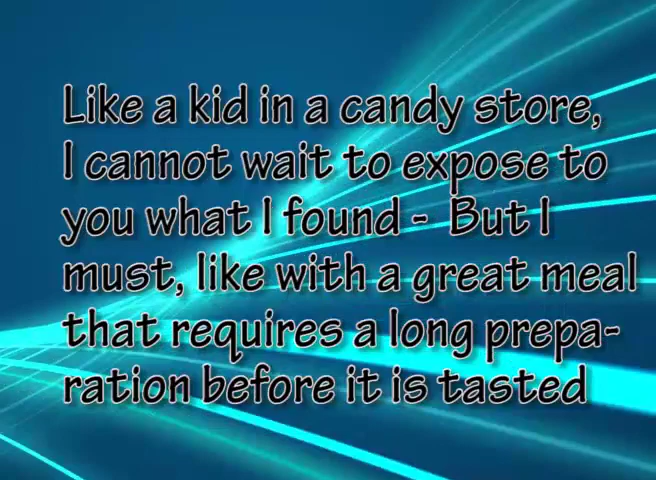 Like a kid in a candy store,
I cannot wait to expose to
you what I found - But I
must, like with a great meal
that requires a long prepa-
ration before it is tasted